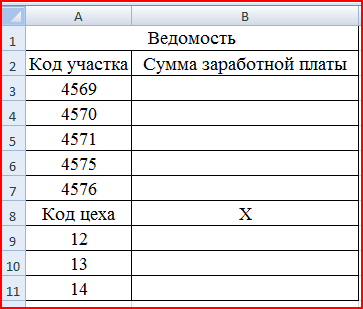 A B
1 Ведомость
2 Код участка Сумма заработной платы
3 4569
4 4570
5 4571
6 4575
7 4576
8 Код цеха X
9 12
10 13
11 14